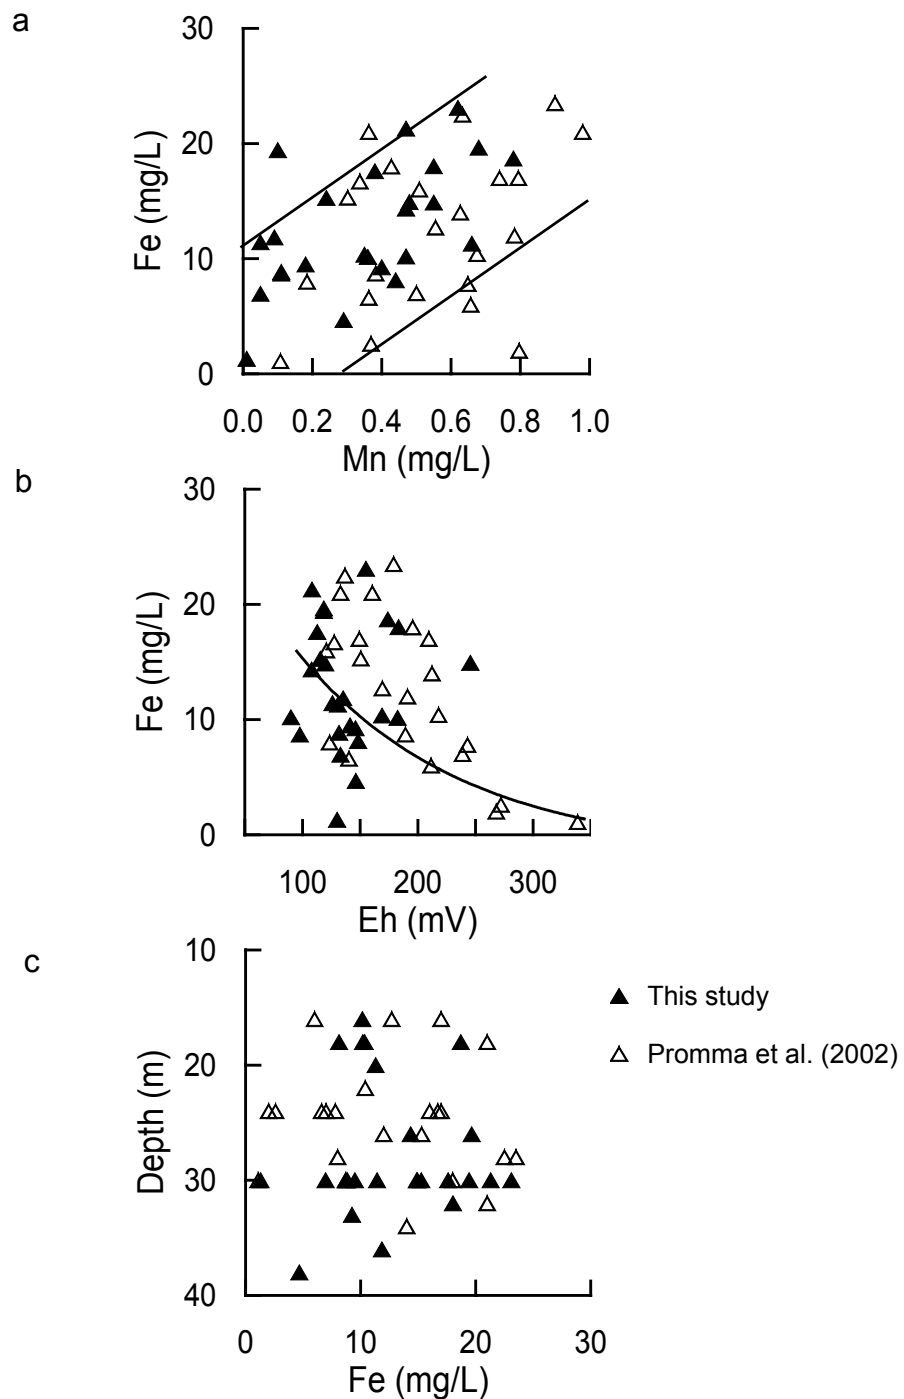 a
30
20
10
0
Fe (mg/L)
0.0 0.2 0.4 0.6 0.8 1.0
Mn (mg/L)
b
30
20
10
0
Fe (mg/L)
100 200 300
Eh (mV)
c
10
20
30
40
Depth (m)
0 10 20 30
Fe (mg/L)
This study
Promma et al. (2002)